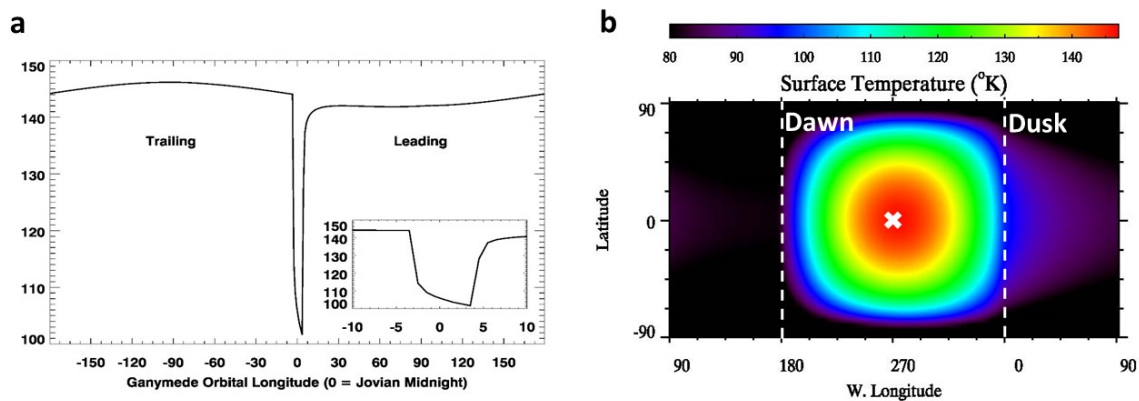 a
150
140
130
120
110
100
Trailing
Leading
150
140
130
120
110
100
-10 -5 0 5 10
-150 -120 -90 -60 -30 0 30 60 90 120 150
Ganymede Orbital Longitude (0 = Jovian Midnight)
b
80 90 100 110 120 130 140
Surface Temperature (°K)
90
0
-90
Latitude
Dawn
Dusk
90 180 270 0 90
W. Longitude